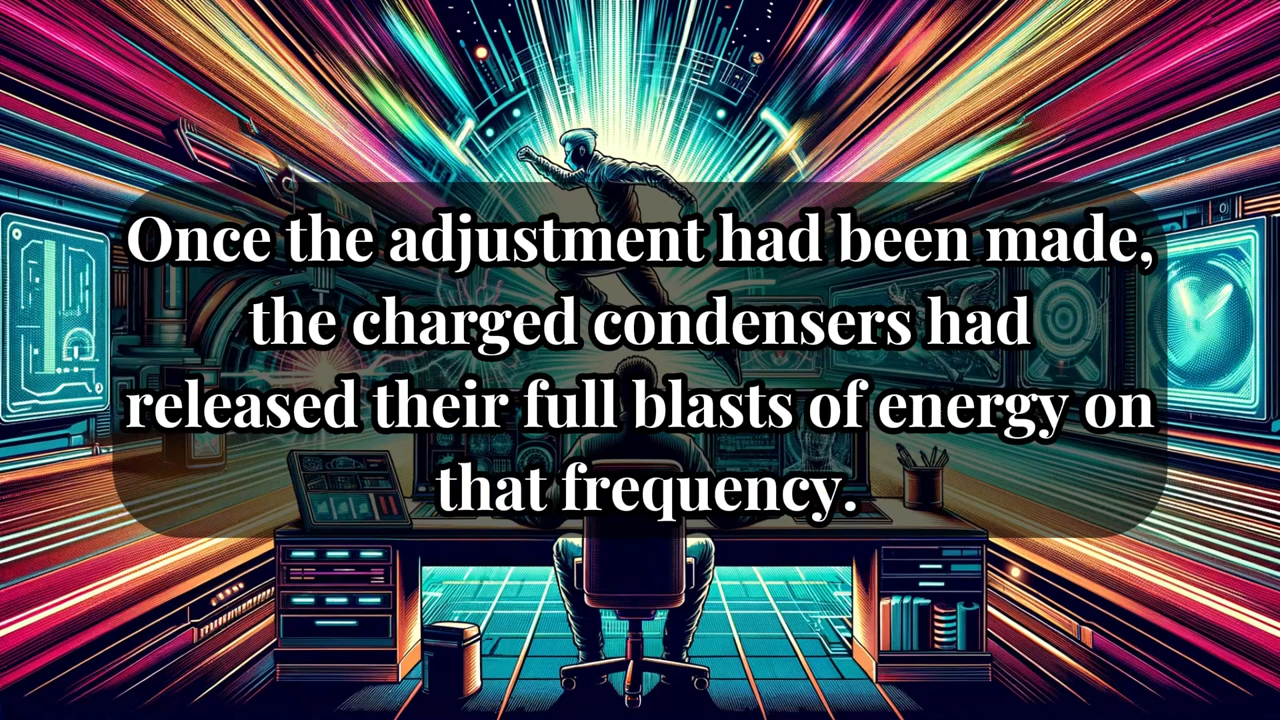 Once the adjustment had been made,
the charged condensers had
released their full blasts of energy on
that frequency.